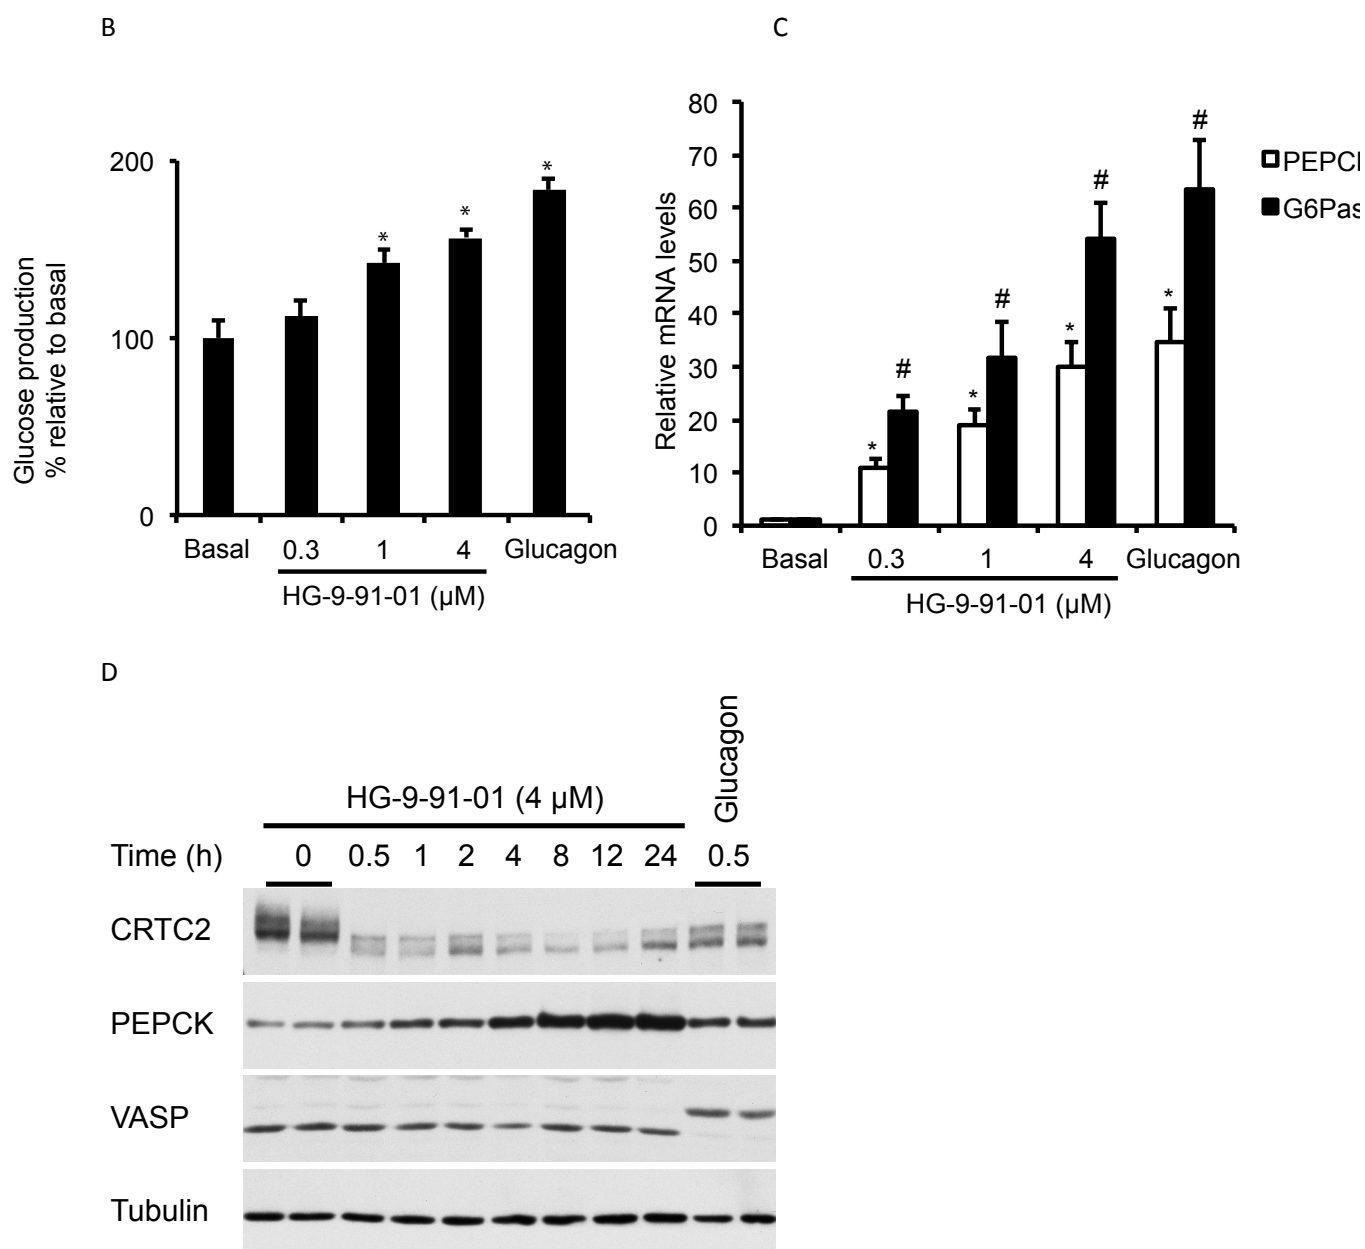 B
C
200
100
0
Glucose production
% relative to basal
Basal
0.3
1
4
Glucagon
HG-9-91-01 (µM)
*
*
*
80
70
60
50
40
30
20
10
0
Relative mRNA levels
Basal
0.3
1
4
Glucagon
HG-9-91-01 (µM)
*
#
*
#
*
#
*
#
PEPCK
G6Pas
D
Glucagon
HG-9-91-01 (4 µM)
Time (h) 0 0.5 1 2 4 8 12 24 0.5
CRTC2
PEPCK
VASP
Tubulin